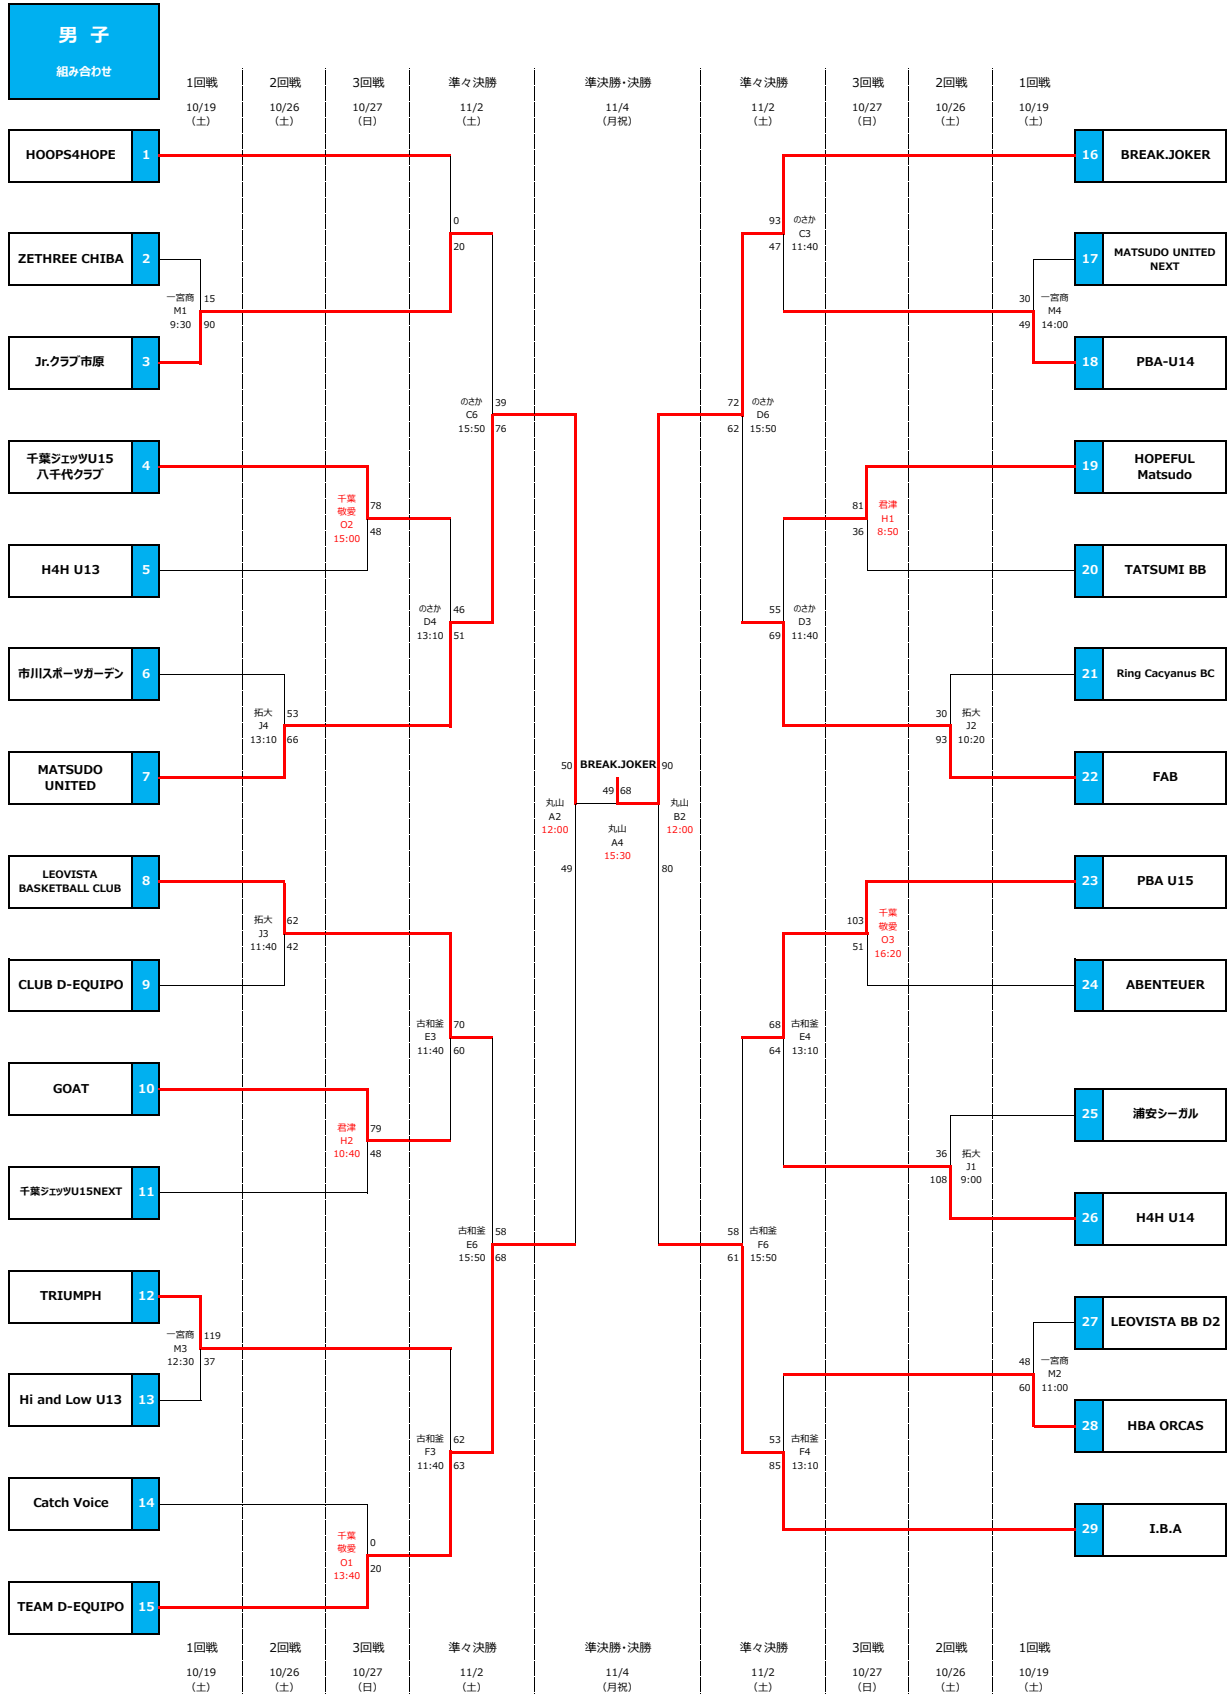 男 子
組み合わせ
1回戦 2回戦 3回戦 準々決勝 準決勝・決勝 準々決勝 3回戦 2回戦 1回戦
10/19 10/26 10/27 11/2 11/4 11/2 10/27 10/26 10/19
(土) (土) (日) (土) (月祝) (土) (日) (土) (土)
HOOPS4HOPE 1
0
20
ZETHREE CHIBA 2
一宮商 15
M1
9:30 90
Jr.クラブ市原 3
のさか 39
C6
15:50 76
千葉ジェッツU15
八千代クラブ 4
千葉
敬愛
O2
15:00
78
48
H4H U13 5
のさか 46
D4
13:10 51
市川スポーツガーデン 6
拓大 53
J4
13:10 66
MATSUDO
UNITED 7
LEOVISTA
BASKETBALL CLUB 8
拓大 62
J3
11:40 42
CLUB D-EQUIPO 9
古和釜 70
E3
11:40 60
GOAT 10
君津 79
H2
10:40 48
千葉ジェッツU15NEXT 11
古和釜 58
E6
15:50 68
TRIUMPH 12
一宮商 119
M3
12:30 37
Hi and Low U13 13
古和釜 62
F3
11:40 63
Catch Voice 14
千葉
敬愛
O1
13:40
0
20
TEAM D-EQUIPO 15
50 BREAK.JOKER 90
49 68
丸山
A2
12:00
丸山
A4
15:30
丸山
B2
12:00
49 80
16 BREAK.JOKER
93 のさか
C3
47 11:40
17 MATSUDO UNITED
NEXT
30 一宮商
M4
49 14:00
18 PBA-U14
72 のさか
D6
62 15:50
19 HOPEFUL
Matsudo
81 君津
H1
36 8:50
20 TATSUMI BB
55 のさか
D3
69 11:40
21 Ring Cacyanus BC
30 拓大
J2
93 10:20
22 FAB
23 PBA U15
103
51
千葉
敬愛
O3
16:20
24 ABENTEUER
68 古和釜
E4
64 13:10
25 浦安シーガル
36 拓大
J1
108 9:00
26 H4H U14
58 古和釜
F6
61 15:50
27 LEOVISTA BB D2
48 一宮商
M2
60 11:00
28 HBA ORCAS
53 古和釜
F4
85 13:10
29 I.B.A
1回戦 2回戦 3回戦 準々決勝 準決勝・決勝 準々決勝 3回戦 2回戦 1回戦
10/19 10/26 10/27 11/2 11/4 11/2 10/27 10/26 10/19
(土) (土) (日) (土) (月祝) (土) (日) (土) (土)